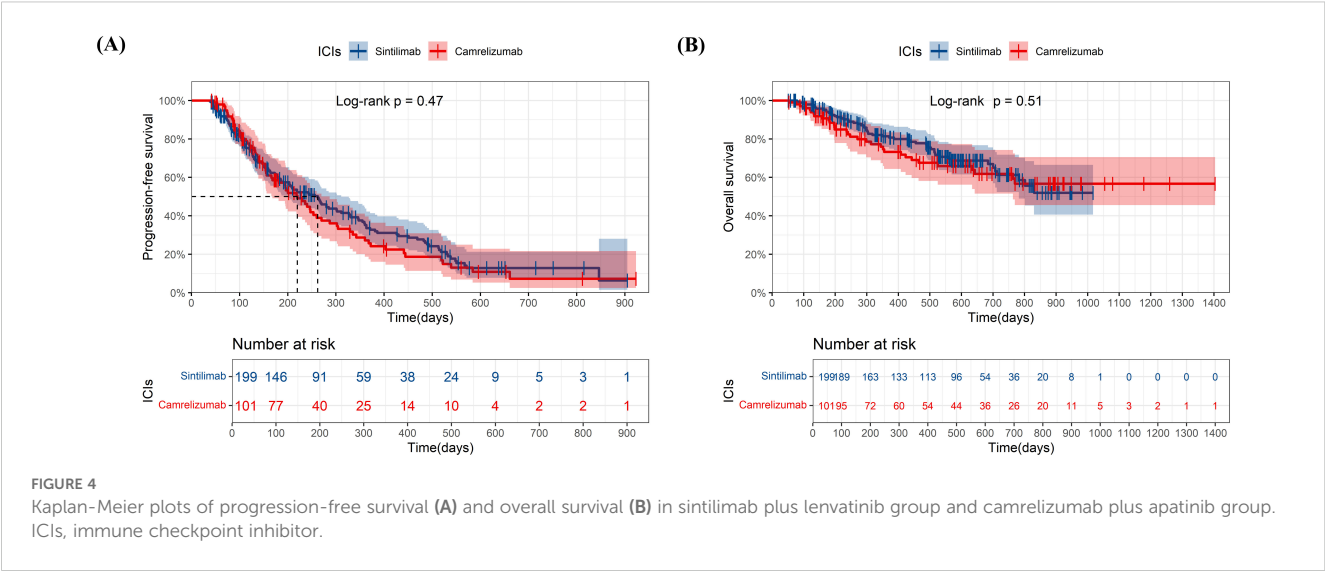 (A)
ICIs Sintilimab Camrelizumab
Log-rank p = 0.47
Progression-free survival
100%
80%
60%
40%
20%
0%
0 100 200 300 400 500 600 700 800 900
Time(days)
Number at risk
ICIs
Sintilimab 199 146 91 59 38 24 9 5 3 1
Camrelizumab 101 77 40 25 14 10 4 2 2 1
0 100 200 300 400 500 600 700 800 900
Time(days)
(B)
ICIs Sintilimab Camrelizumab
Log-rank p = 0.51
Overall survival
100%
80%
60%
40%
20%
0%
0 100 200 300 400 500 600 700 800 900 1000 1100 1200 1300 1400
Time(days)
Number at risk
ICIs
Sintilimab 199 189 163 133 113 96 54 36 20 8 1 0 0 0 0
Camrelizumab 101 95 72 60 54 44 36 26 20 11 5 3 2 1 1
0 100 200 300 400 500 600 700 800 900 1000 1100 1200 1300 1400
Time(days)
FIGURE 4
Kaplan-Meier plots of progression-free survival (A) and overall survival (B) in sintilimab plus lenvatinib group and camrelizumab plus apatinib group.
ICIs, immune checkpoint inhibitor.